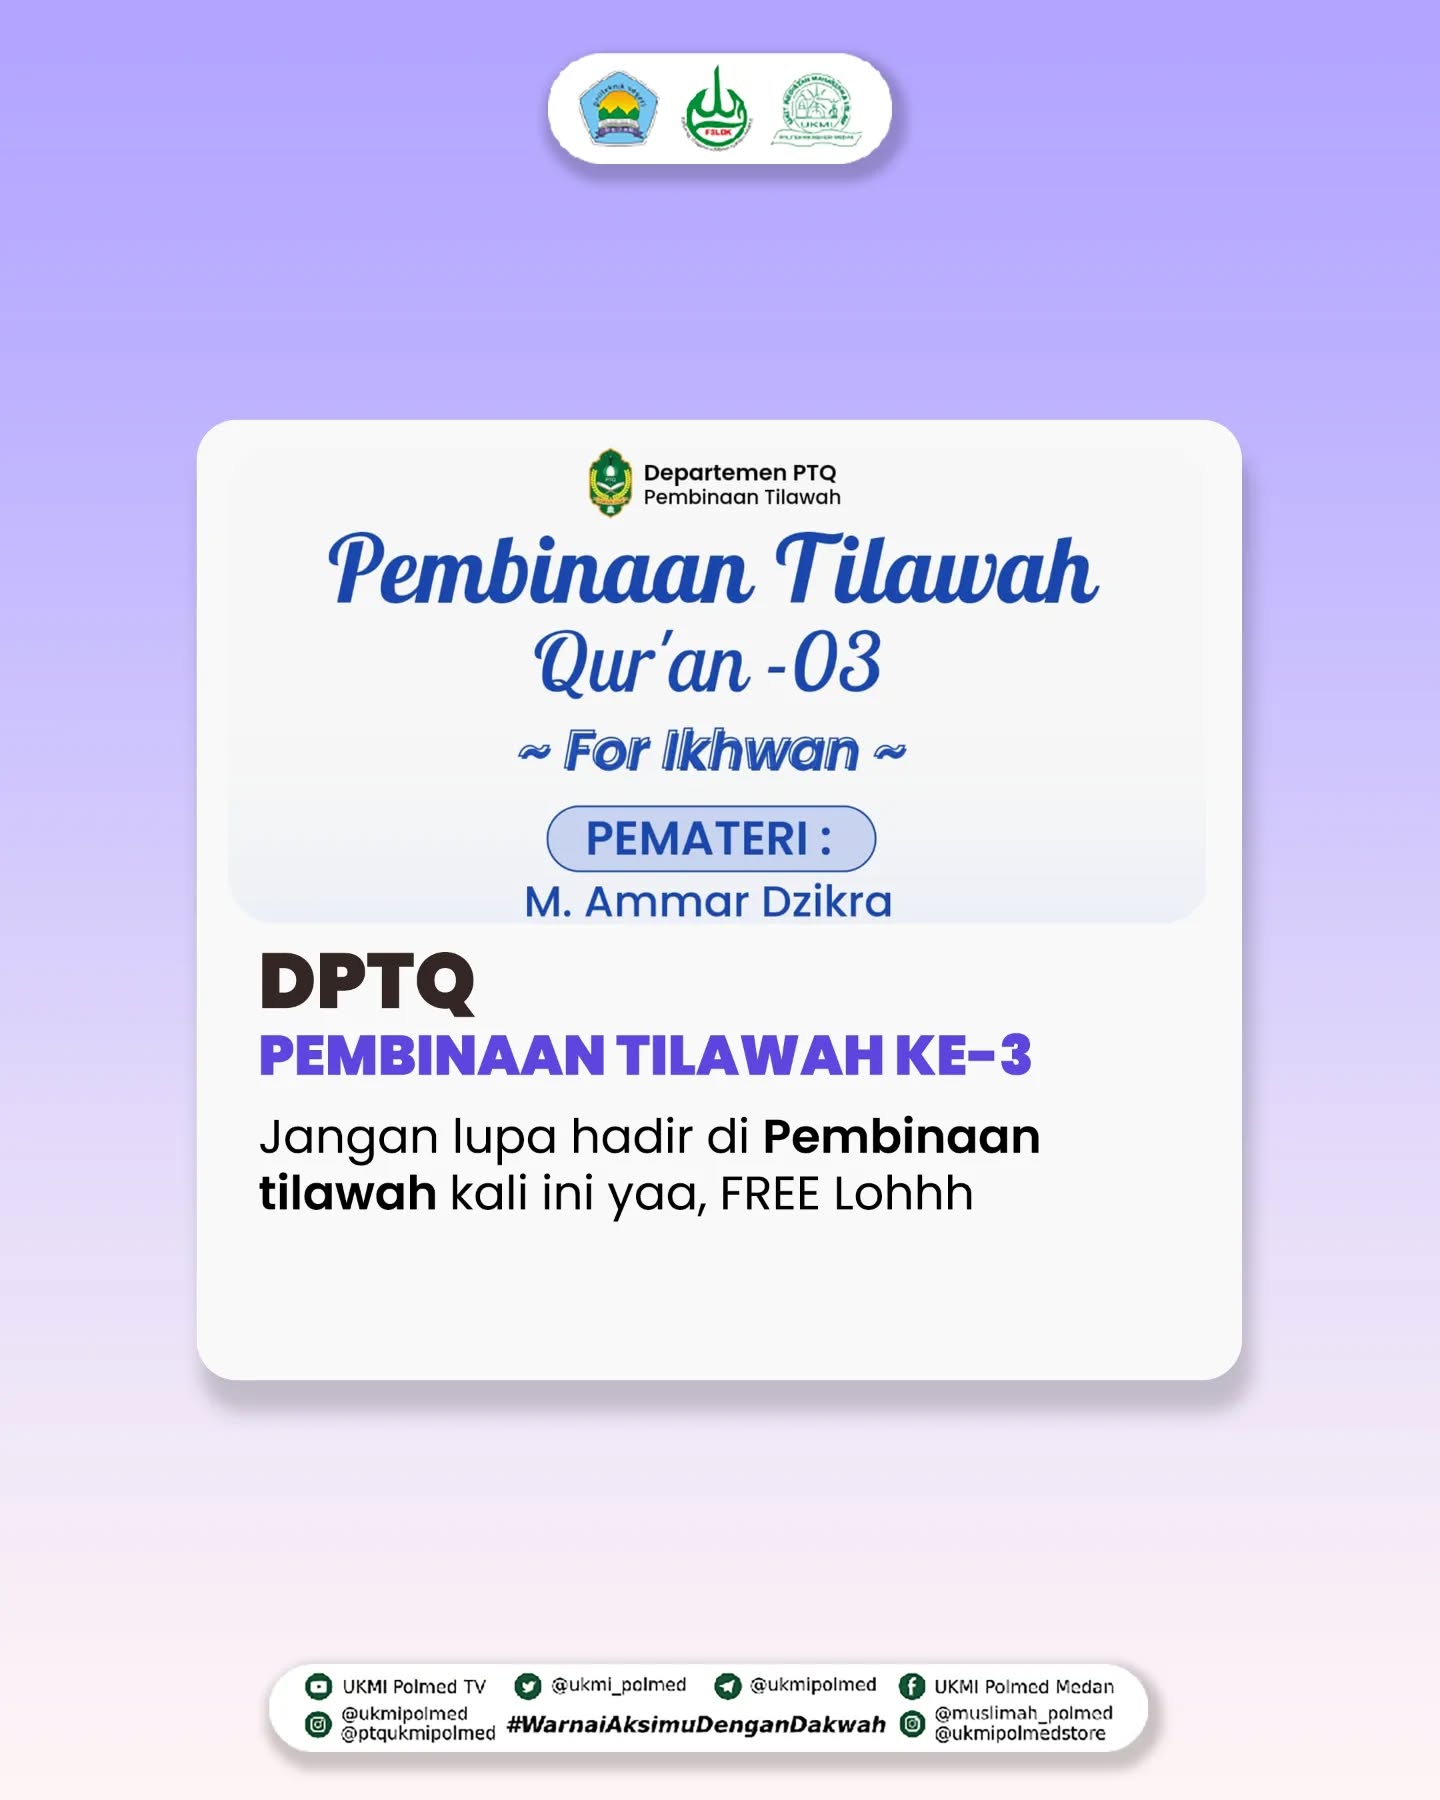 FSLDK
UKMI
Departemen PTQ
Pembinaan Tilawah
Pembinaan Tilawah
Qur'an -03
~ For Ikhwan ~
PEMATERI :
M. Ammar Dzikra
DPTQ
PEMBINAAN TILAWAH KE-3
Jangan lupa hadir di Pembinaan
tilawah kali ini yaa, FREE Lohhh
UKMI Polmed TV
@ukmi_polmed
@ukmipolmed
UKMI Polmed Medan
@ukmipolmed
@ptqukmipolmed
#WarnaiAksimuDenganDakwah
@muslimah_polmed
@ukmipolmedstore